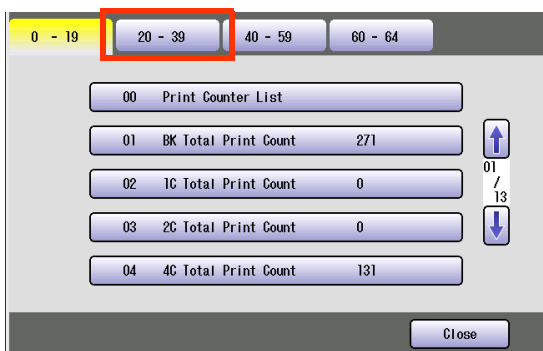 0 - 19 20 - 39 40 - 59 60 - 64
00 Print Counter List
01 BK Total Print Count 271
02 1C Total Print Count 0
03 2C Total Print Count 0
04 4C Total Print Count 131
01
/
13
Close